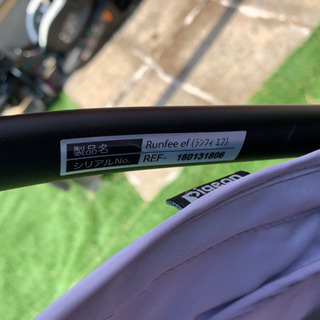 製品名 Runfee ef (ランフィ エフ)
シリアルNo. REF- 160131806
Pigeon